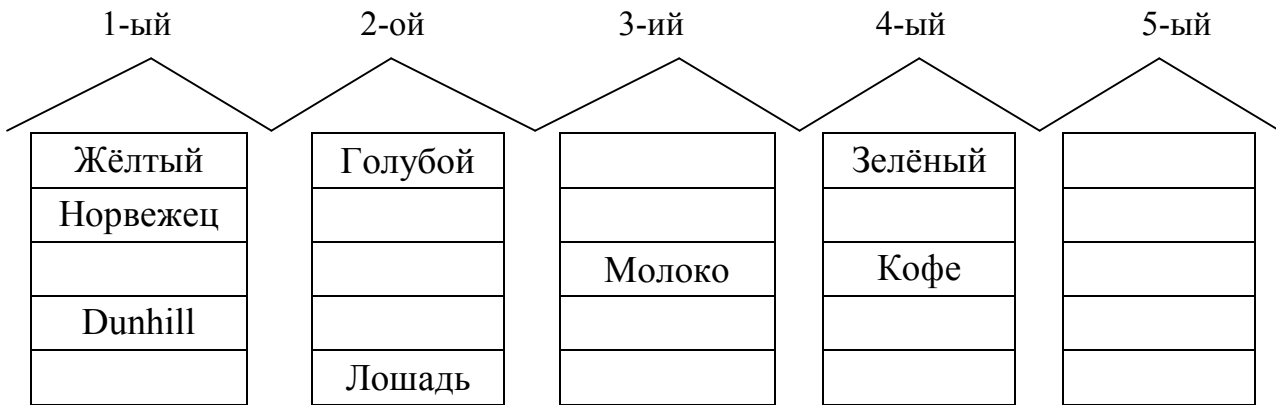 1-ый 2-ой 3-ий 4-ый 5-ый
Жёлтый Голубой Зелёный
Норвежец
Молоко Кофе
Dunhill
Лошадь